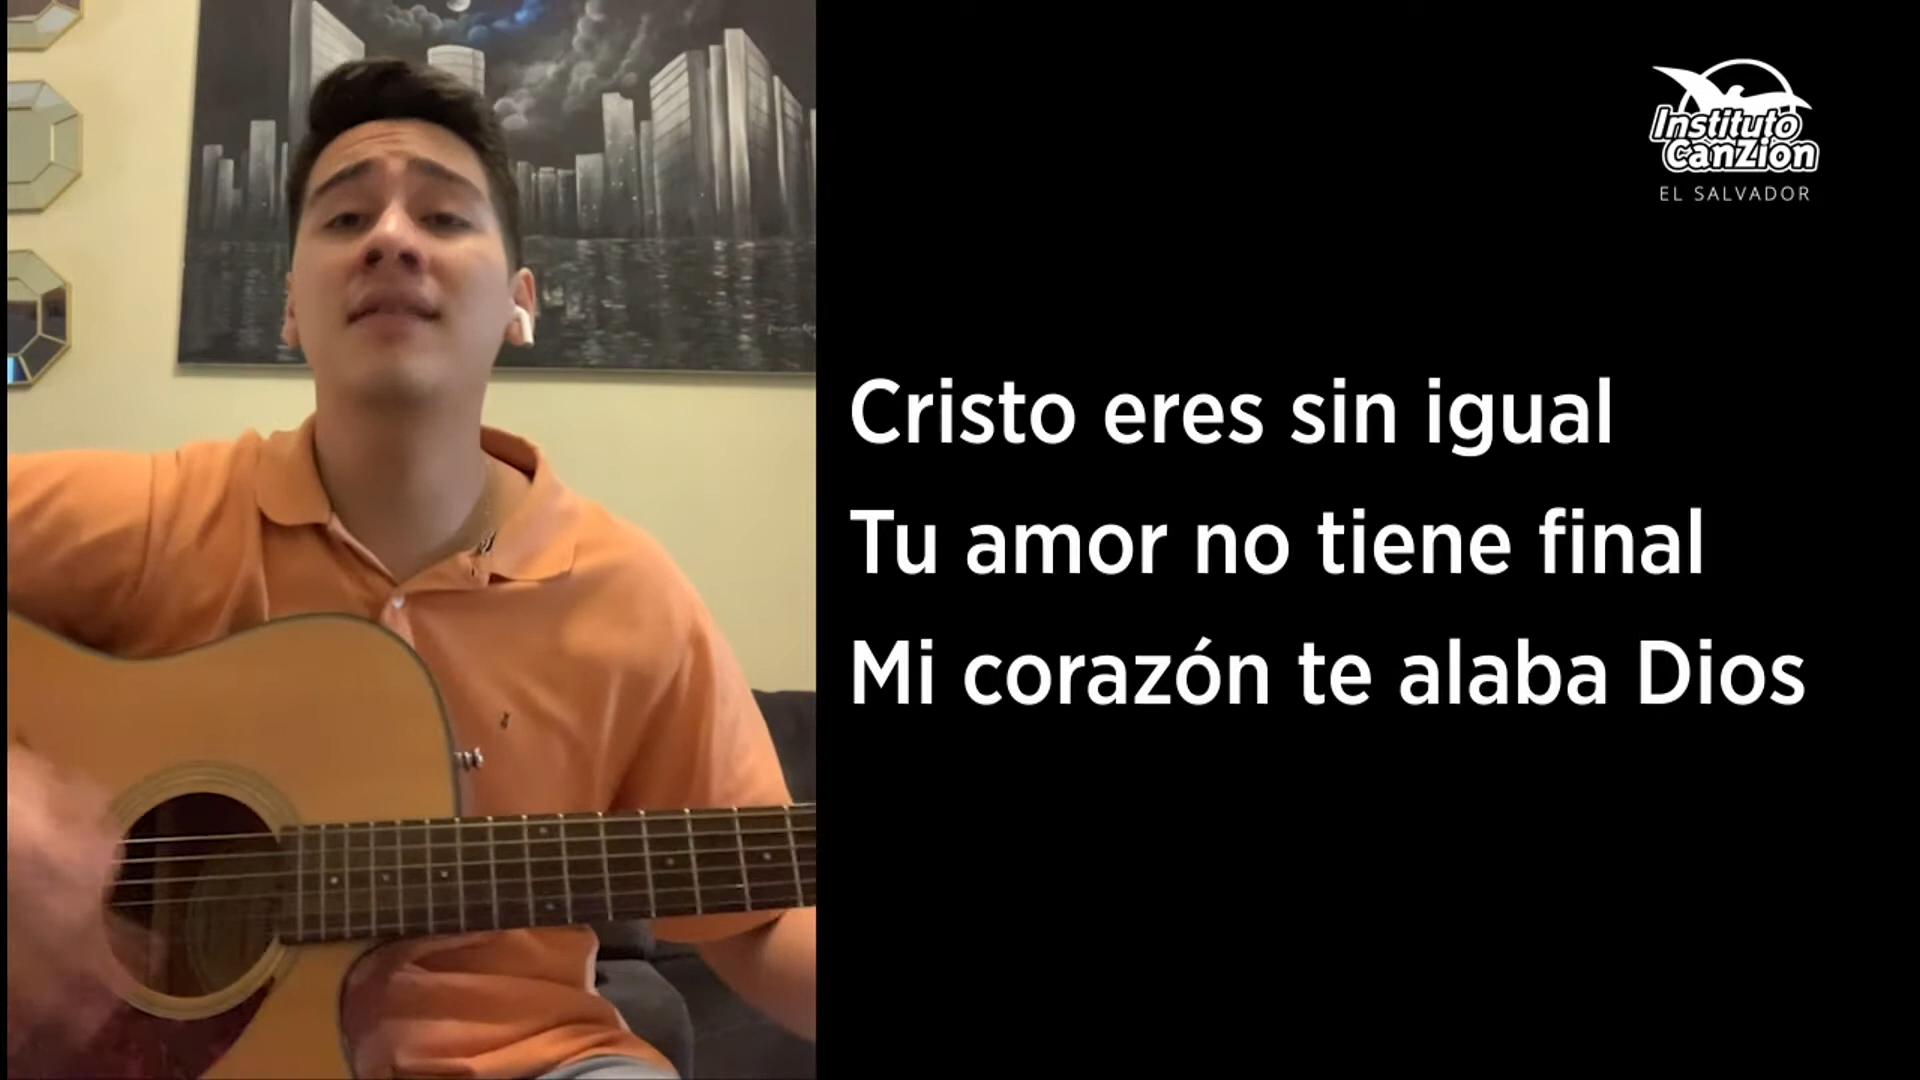 Instituto
CanZion
EL SALVADOR
Cristo eres sin igual
Tu amor no tiene final
Mi corazón te alaba Dios